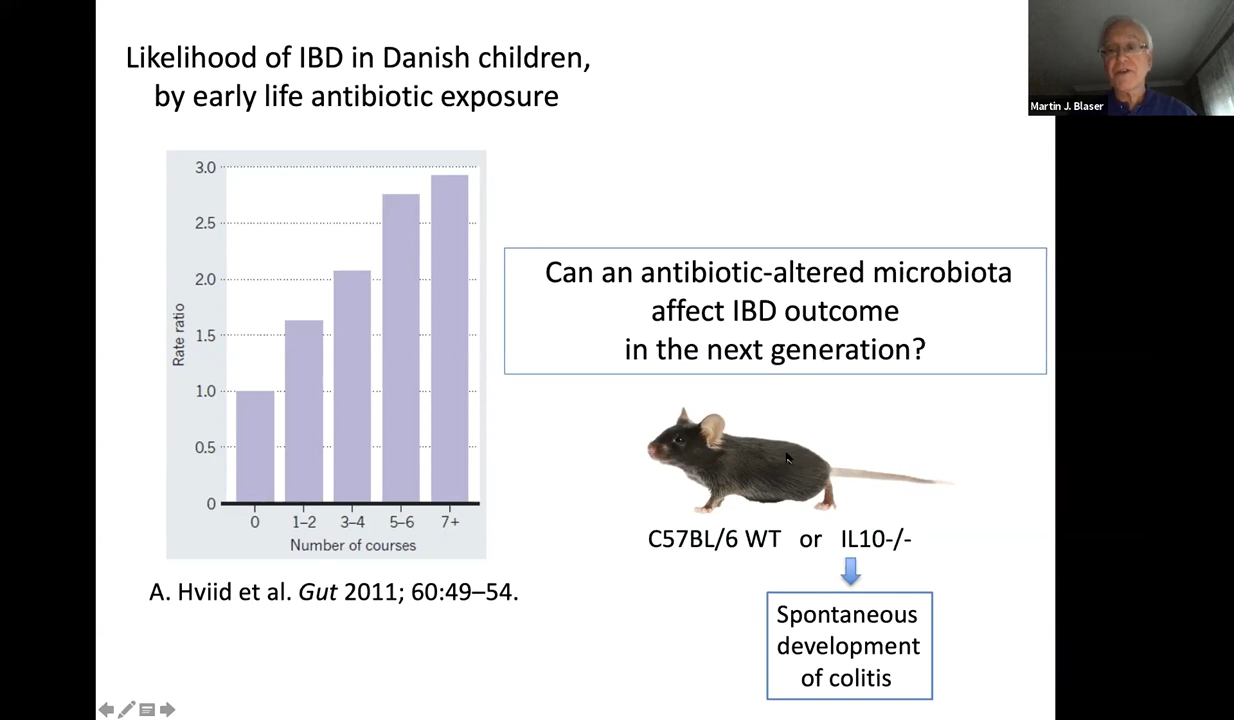 Likelihood of IBD in Danish children,
by early life antibiotic exposure
Martin J. Blaser
3.0
2.5
2.0
1.5
1.0
0.5
0
Rate ratio
0 1–2 3–4 5–6 7+
Number of courses
A. Hviid et al. Gut 2011; 60:49–54.
Can an antibiotic-altered microbiota
affect IBD outcome
in the next generation?
C57BL/6 WT or IL10-/-
Spontaneous
development
of colitis